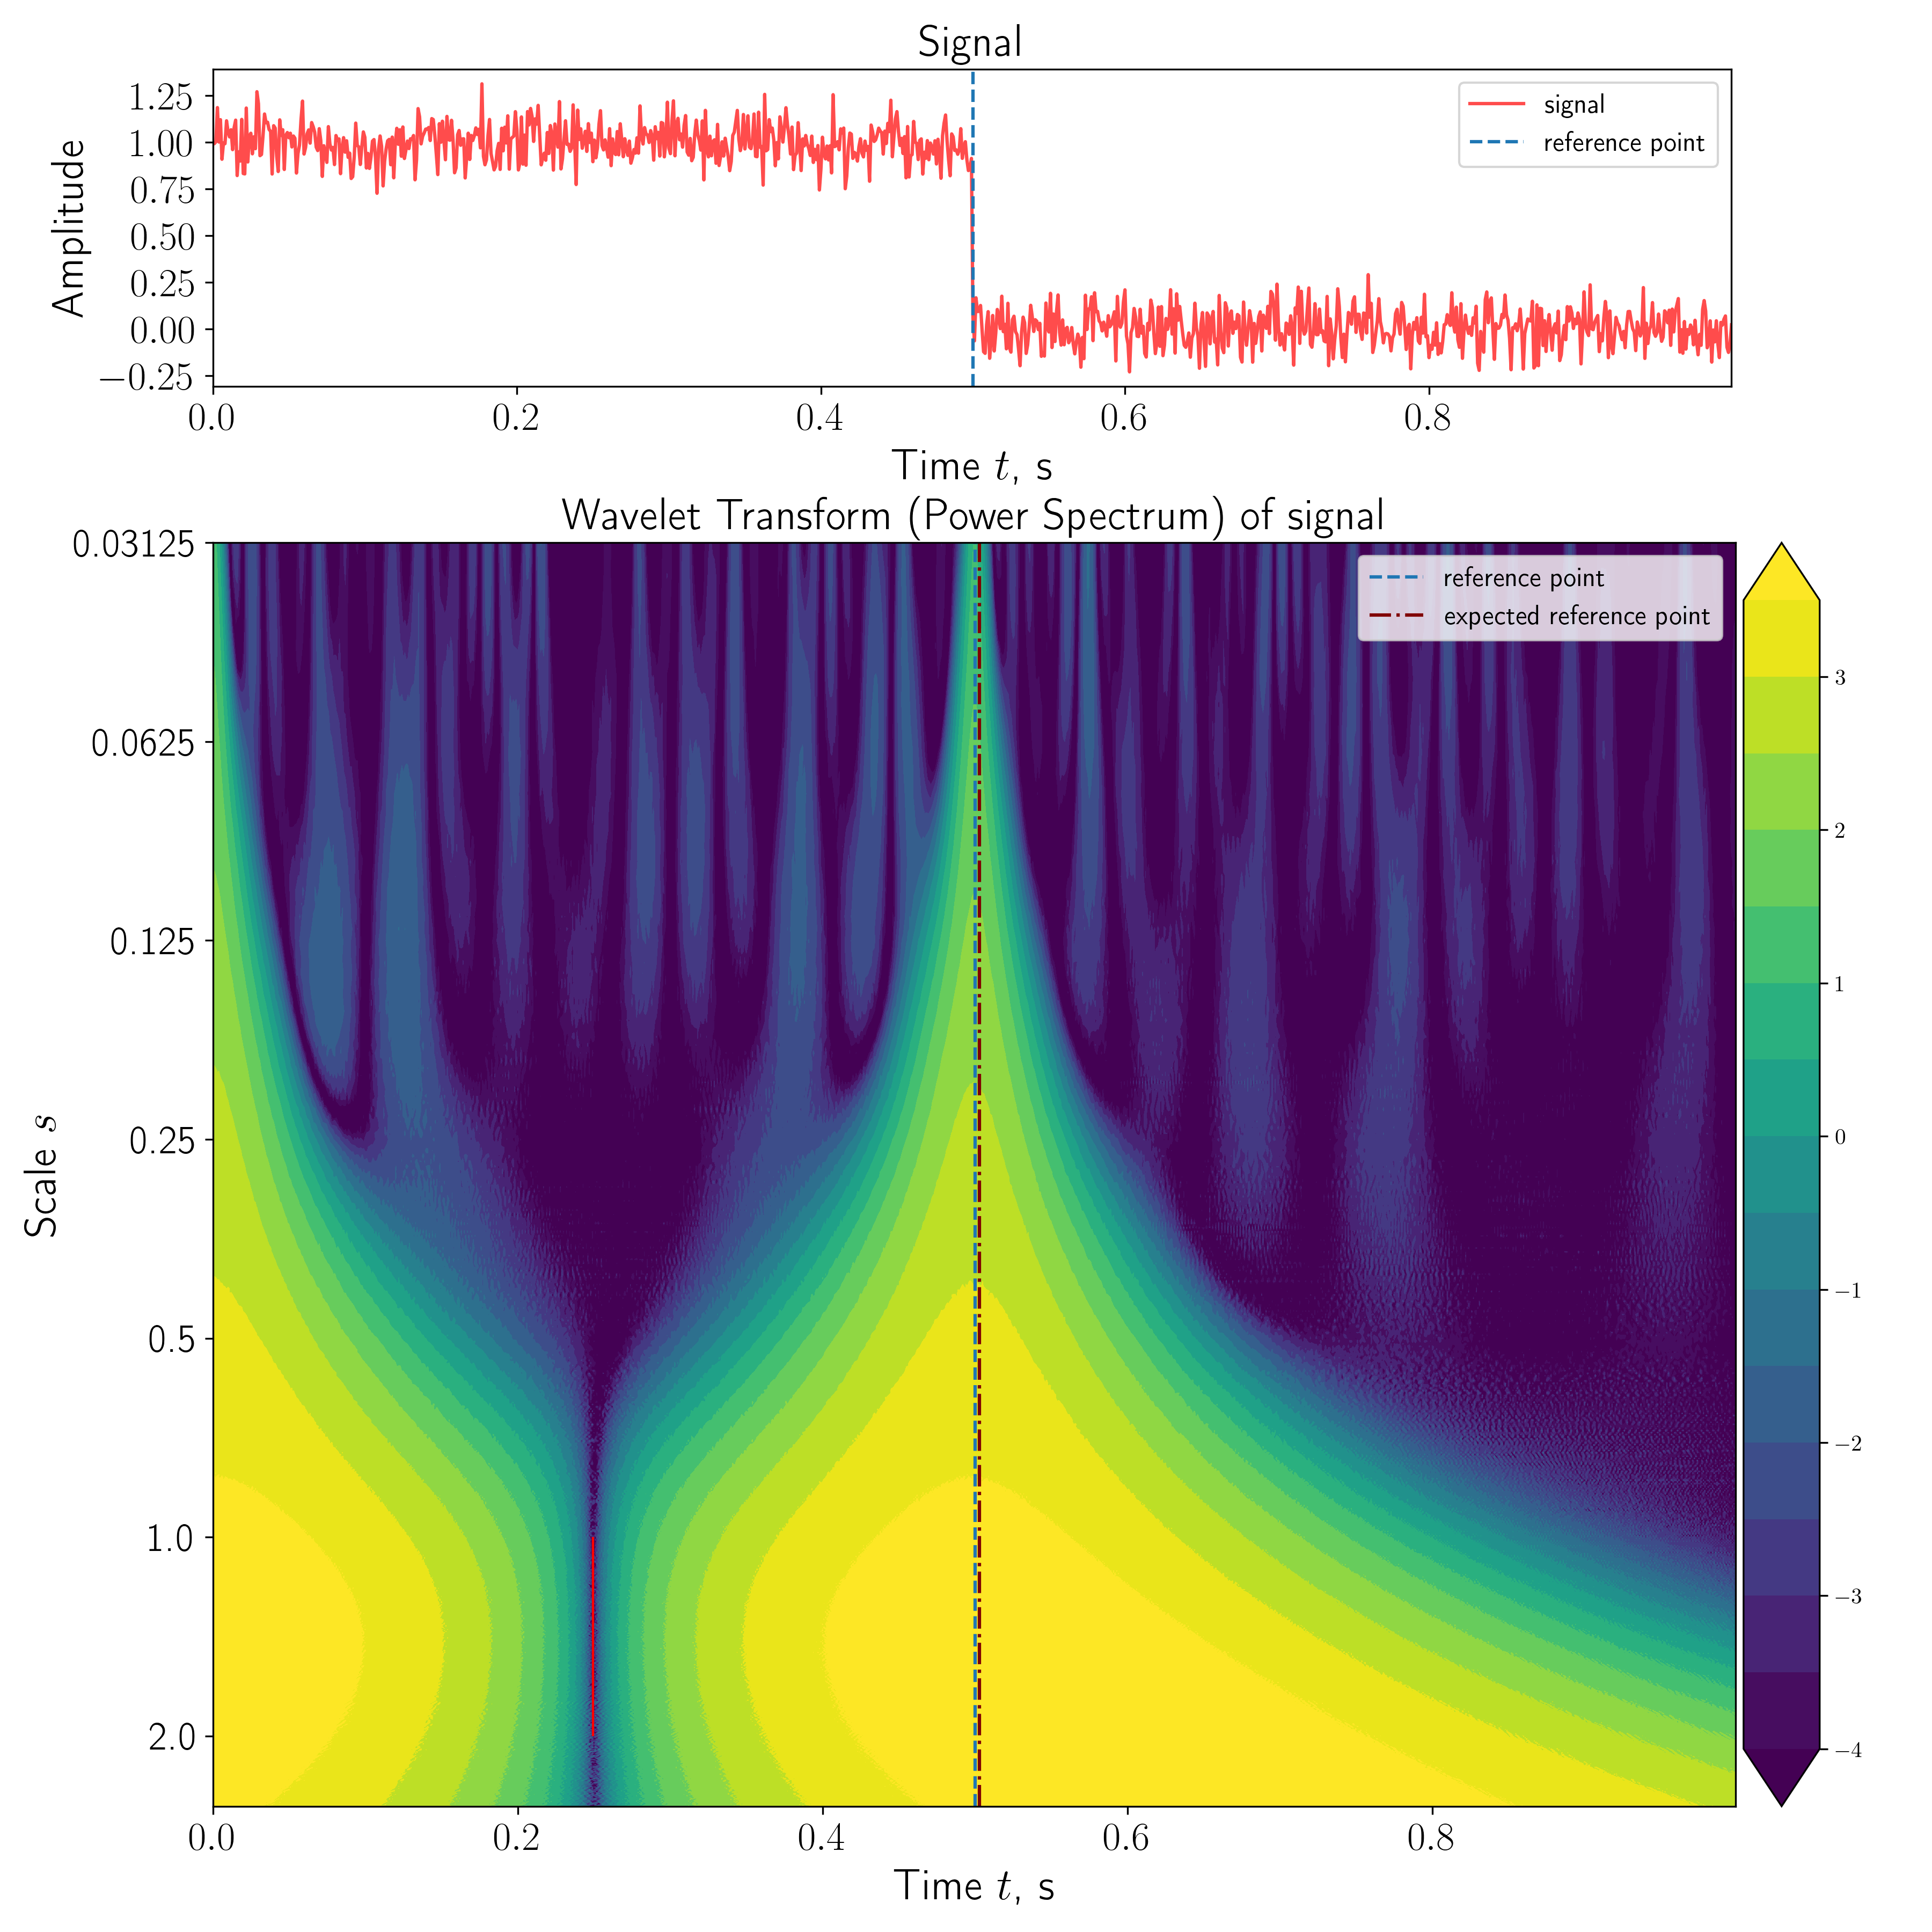 Signal
1.25
1.00
0.75
0.50
0.25
0.00
−0.25
Amplitude
signal
reference point
0.0 0.2 0.4 0.6 0.8
Time t, s
Wavelet Transform (Power Spectrum) of signal
0.03125
0.0625
0.125
0.25
0.5
1.0
2.0
Scale s
reference point
expected reference point
3
2
1
0
−1
−2
−3
−4
0.0 0.2 0.4 0.6 0.8
Time t, s